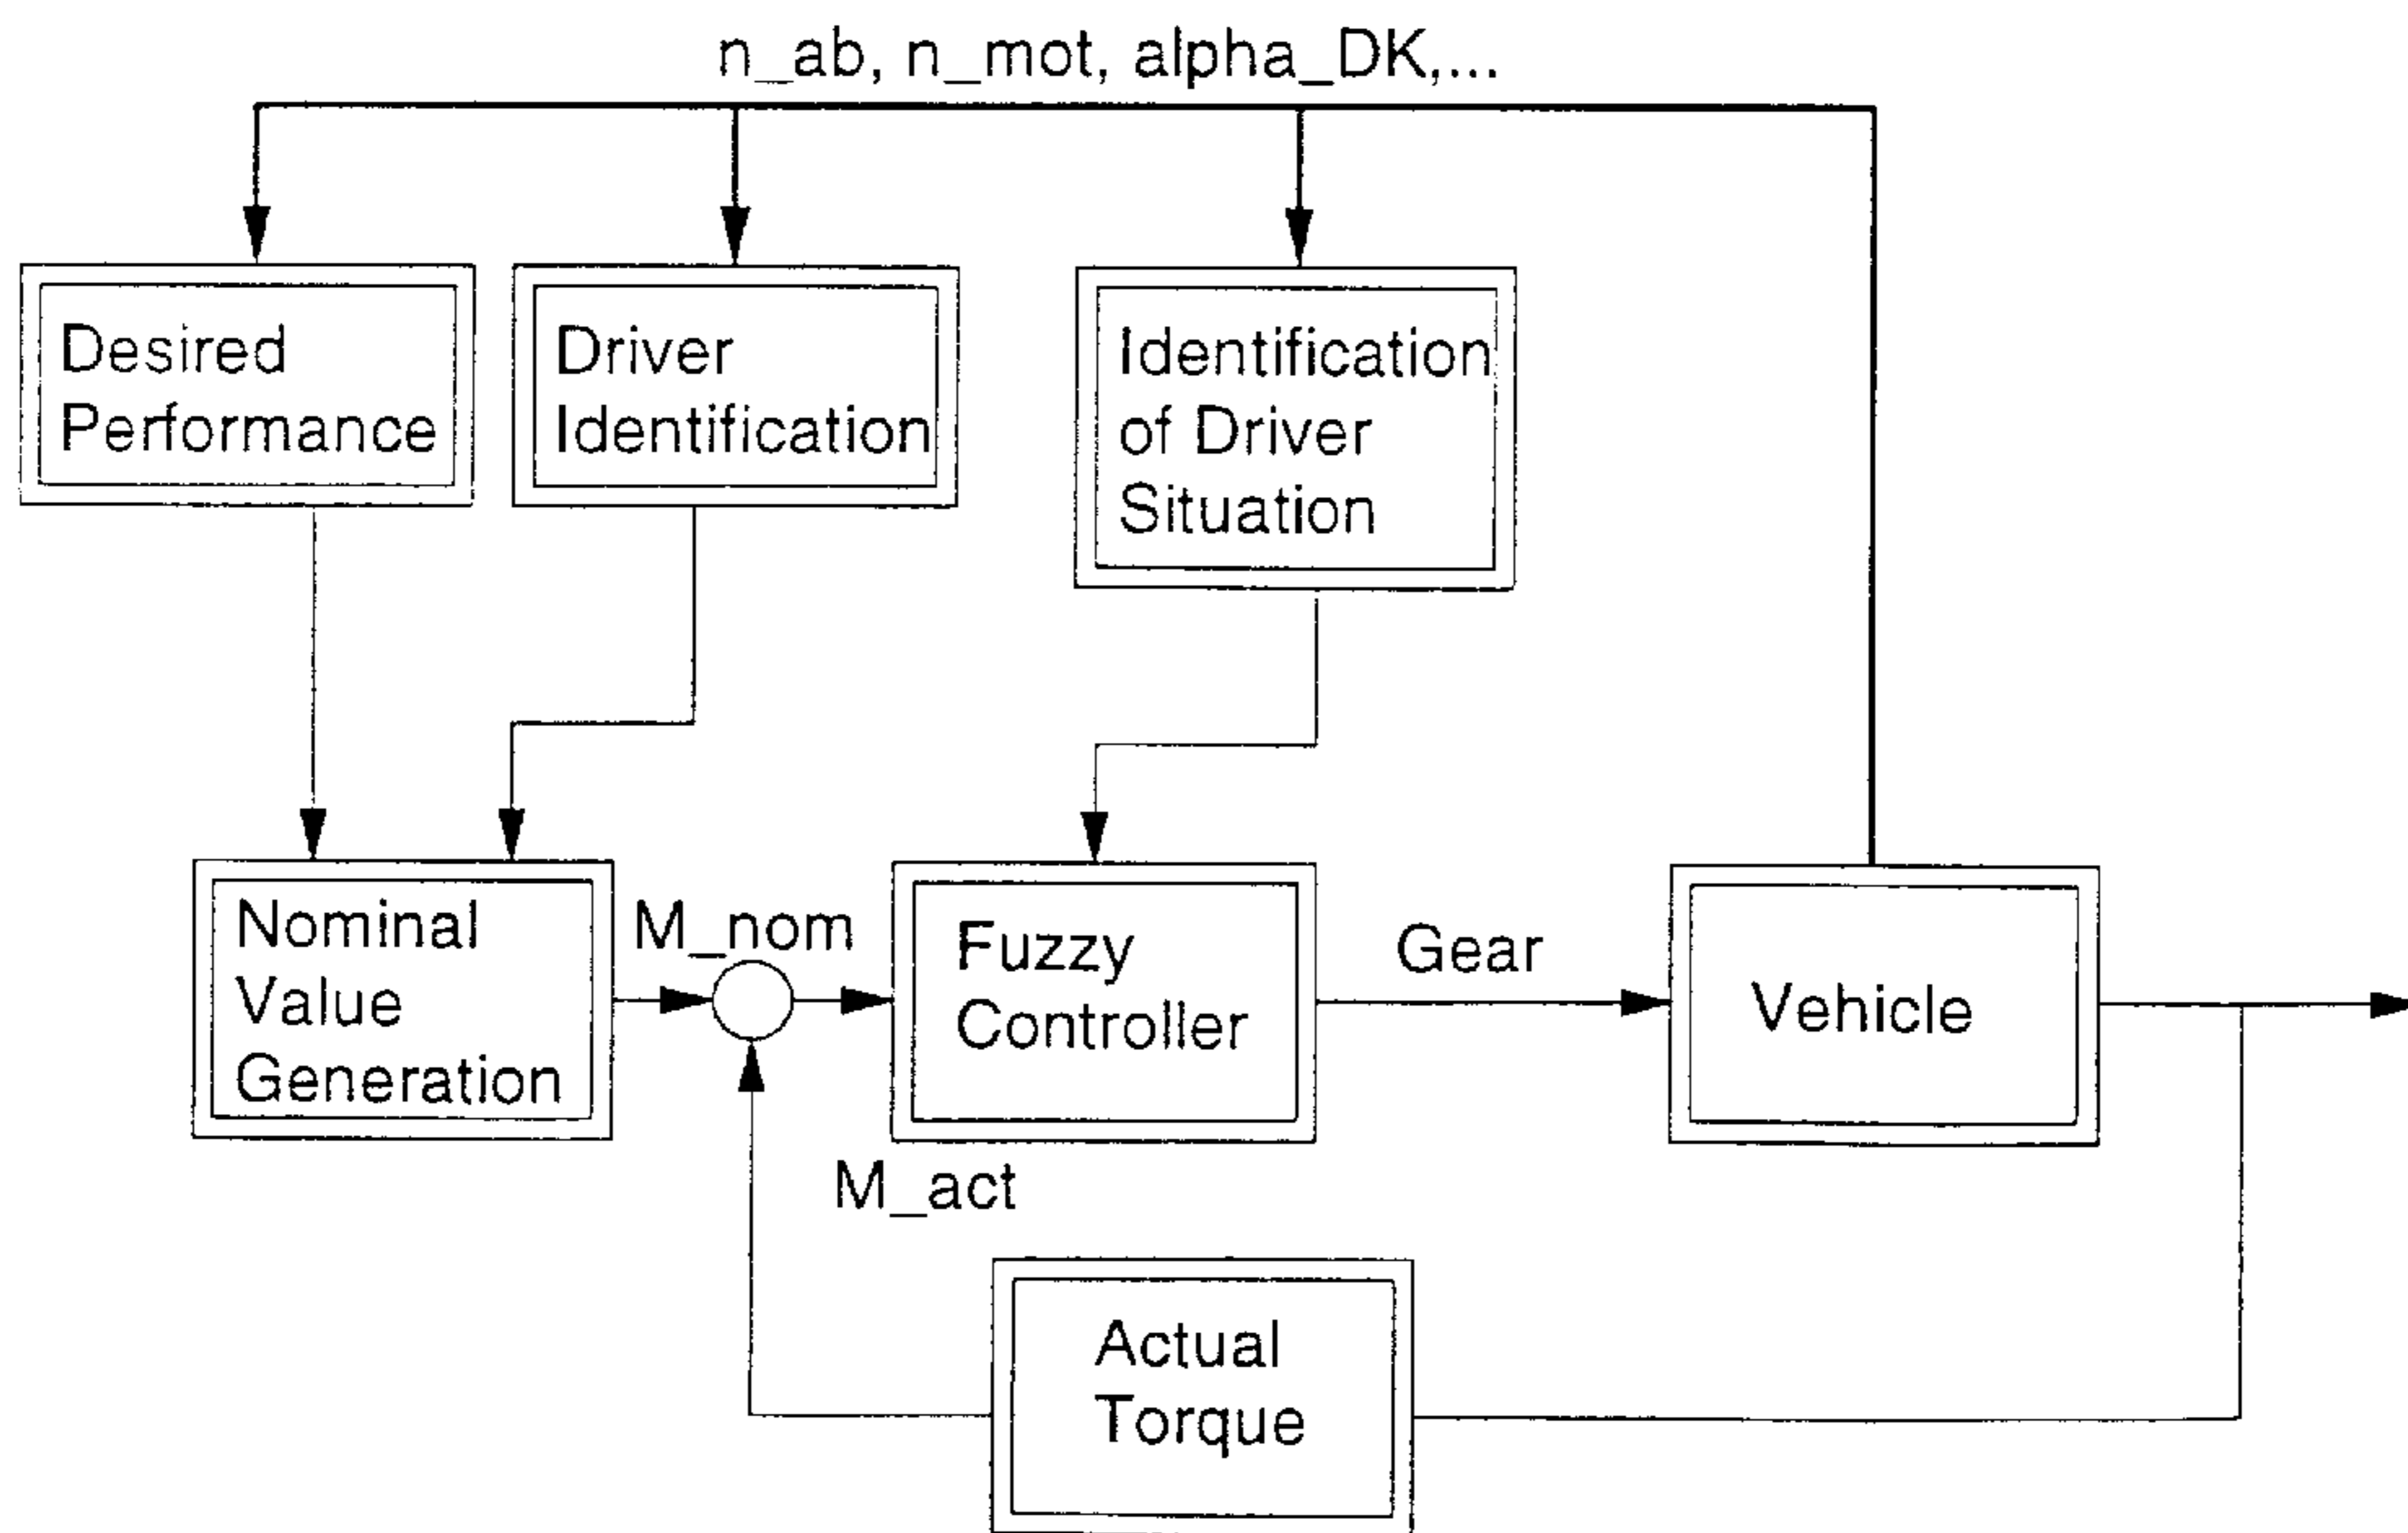 n_ab, n_mot, alpha_DK,...
Desired
Performance
Driver
Identification
Identification
of Driver
Situation
Nominal
Value
Generation
M_nom
Fuzzy
Controller
Gear
Vehicle
M_act
Actual
Torque